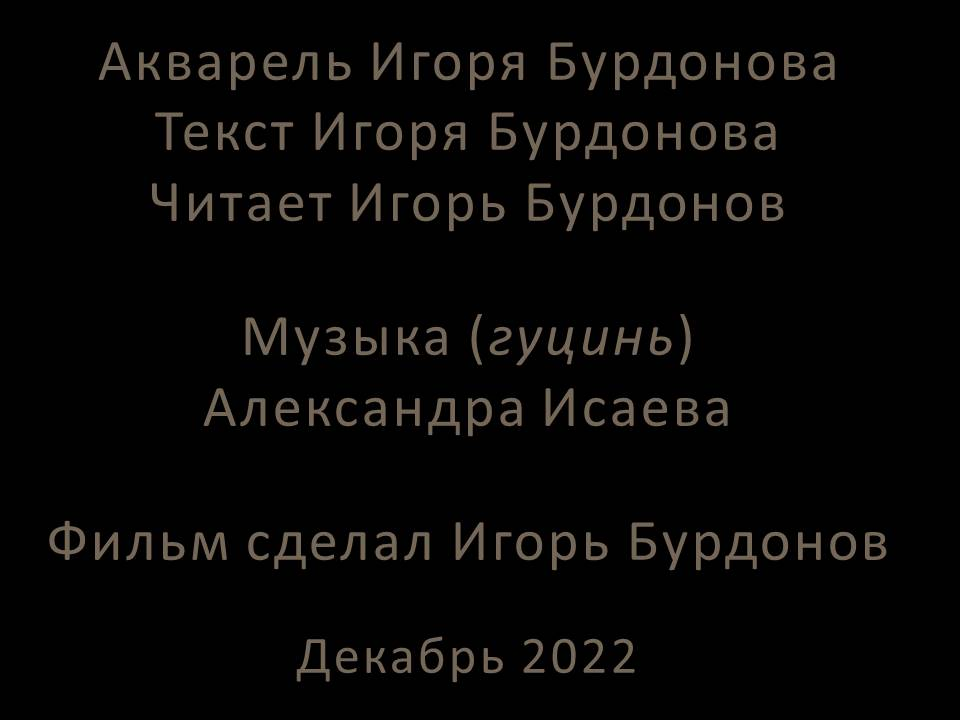 Акварель Игоря Бурдонова
Текст Игоря Бурдонова
Читает Игорь Бурдонов
Музыка (гуцинь)
Александра Исаева
Фильм сделал Игорь Бурдонов
Декабрь 2022